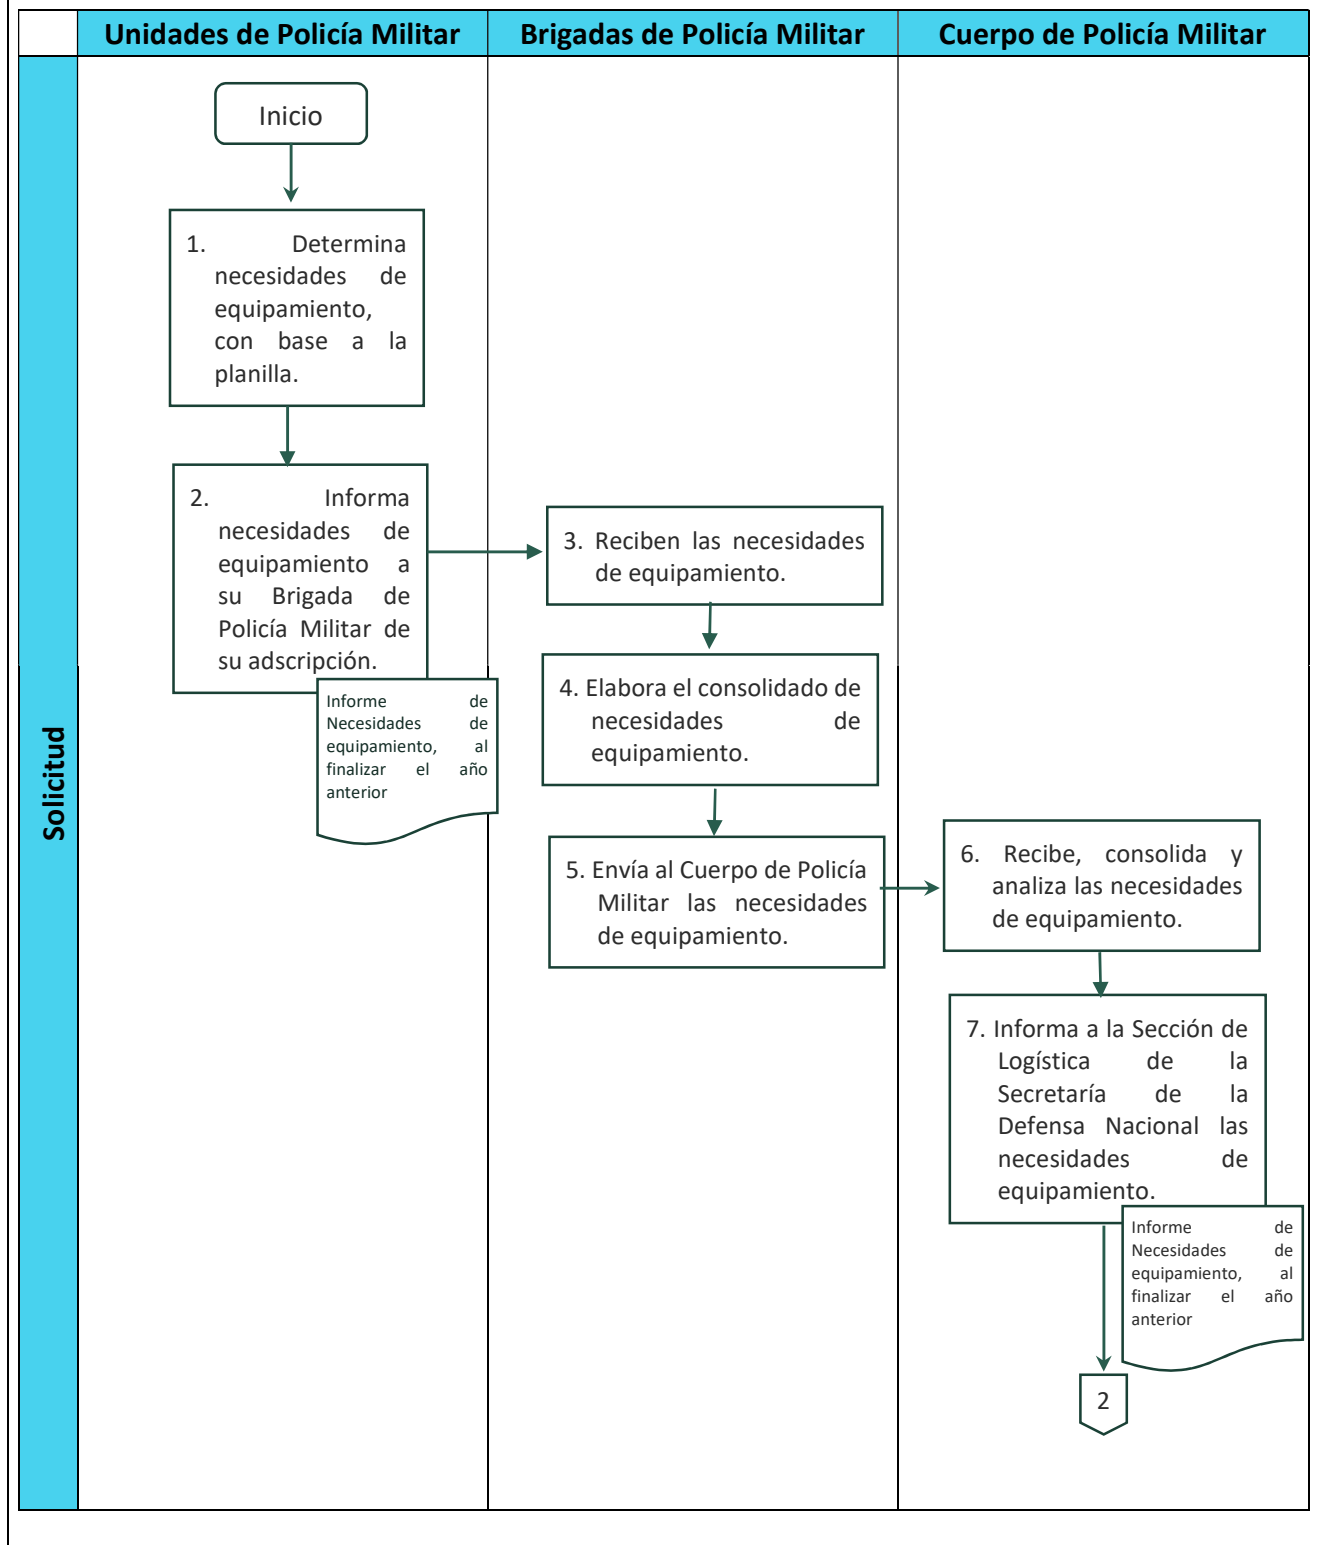 Unidades de Policía Militar
Brigadas de Policía Militar
Cuerpo de Policía Militar
Solicitud
Inicio
1. Determina
necesidades de
equipamiento,
con base a la
planilla.
2. Informa
necesidades de
equipamiento a
su Brigada de
Policía Militar de
su adscripción.
Informe de
Necesidades de
equipamiento, al
finalizar el año
anterior
3. Reciben las necesidades
de equipamiento.
4. Elabora el consolidado de
necesidades de
equipamiento.
5. Envía al Cuerpo de Policía
Militar las necesidades
de equipamiento.
6. Recibe, consolida y
analiza las necesidades
de equipamiento.
7. Informa a la Sección de
Logística de la
Secretaría de la
Defensa Nacional las
necesidades de
equipamiento.
Informe de
Necesidades de
equipamiento, al
finalizar el año
anterior
2